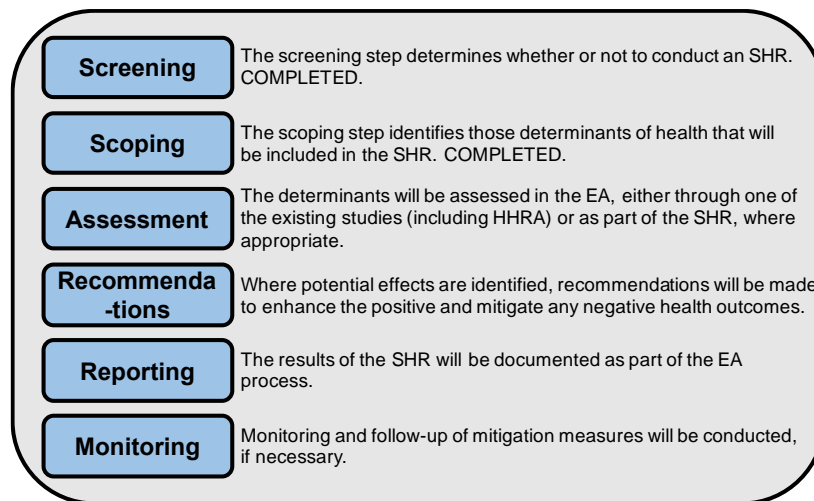 Screening
The screening step determines whether or not to conduct an SHR.
COMPLETED.
Scoping
The scoping step identifies those determinants of health that will
be included in the SHR. COMPLETED.
Assessment
The determinants will be assessed in the EA, either through one of
the existing studies (including HHRA) or as part of the SHR, where
appropriate.
Recommenda
-tions
Where potential effects are identified, recommendations will be made
to enhance the positive and mitigate any negative health outcomes.
Reporting
The results of the SHR will be documented as part of the EA
process.
Monitoring
Monitoring and follow-up of mitigation measures will be conducted,
if necessary.